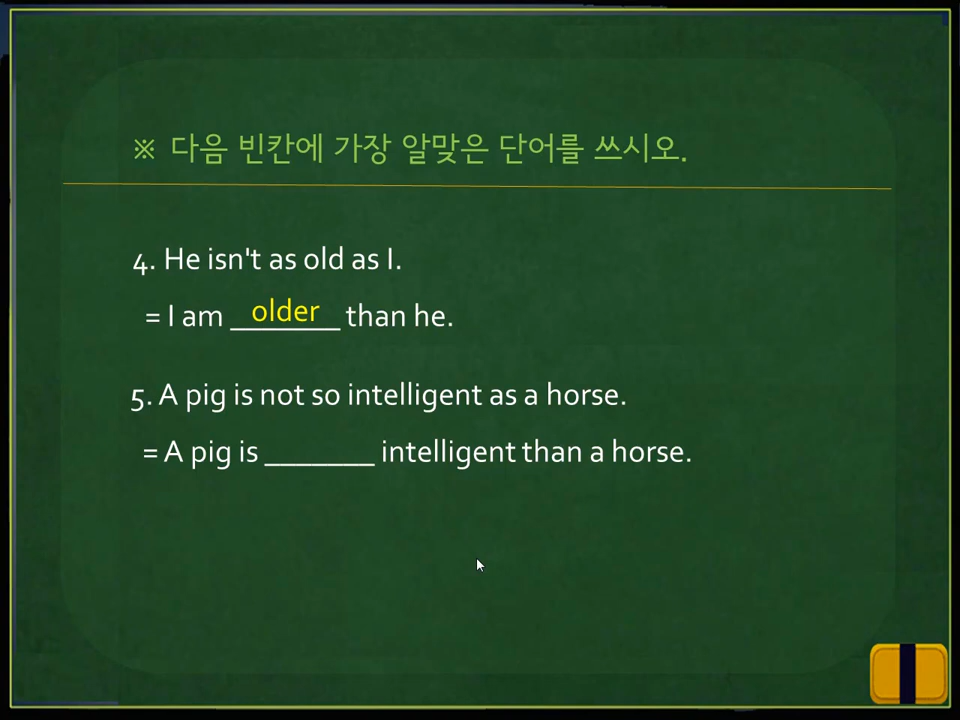 ※ 다음 빈칸에 가장 알맞은 단어를 쓰시오.
4. He isn't as old as I.
= I am _______ older than he.
5. A pig is not so intelligent as a horse.
= A pig is _______ intelligent than a horse.